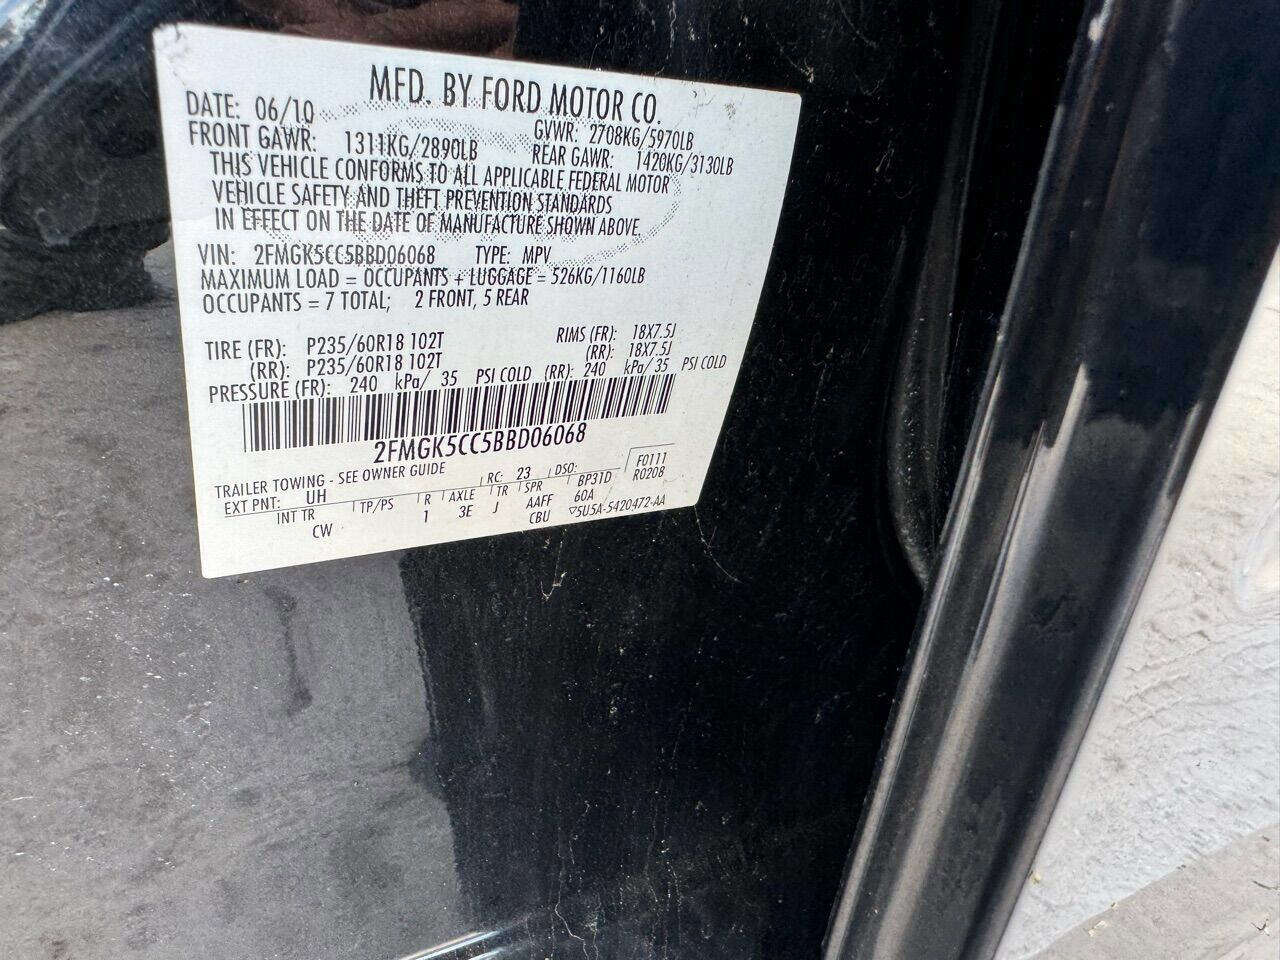 MFD. BY FORD MOTOR CO.
DATE: 06/10 GVWR: 2708KG/5970LB
FRONT GAWR: 1311KG/2890LB REAR GAWR: 1420KG/3130LB
THIS VEHICLE CONFORMS TO ALL APPLICABLE FEDERAL MOTOR
VEHICLE SAFETY AND THEFT PREVENTION STANDARDS
IN EFFECT ON THE DATE OF MANUFACTURE SHOWN ABOVE.
VIN: 2FMGK5CC5BBD06068 TYPE: MPV
MAXIMUM LOAD = OCCUPANTS + LUGGAGE = 526KG/1160LB
OCCUPANTS = 7 TOTAL; 2 FRONT, 5 REAR
TIRE (FR): P235/60R18 102T RIMS (FR): 18X7.5J
(RR): P235/60R18 102T (RR): 18X7.5J
PRESSURE (FR): 240 kPa/ 35 PSI COLD (RR): 240 kPa/ 35 PSI COLD
2FMGK5CC5BBD06068
TRAILER TOWING - SEE OWNER GUIDE F0111
EXT PNT: UH RC: 23 DSO: BP31D R0208
INT TR TP/PS R AXLE TR SPR 60A
CW 1 3E J AAFF ▽5U5A-5420472-AA
CBU